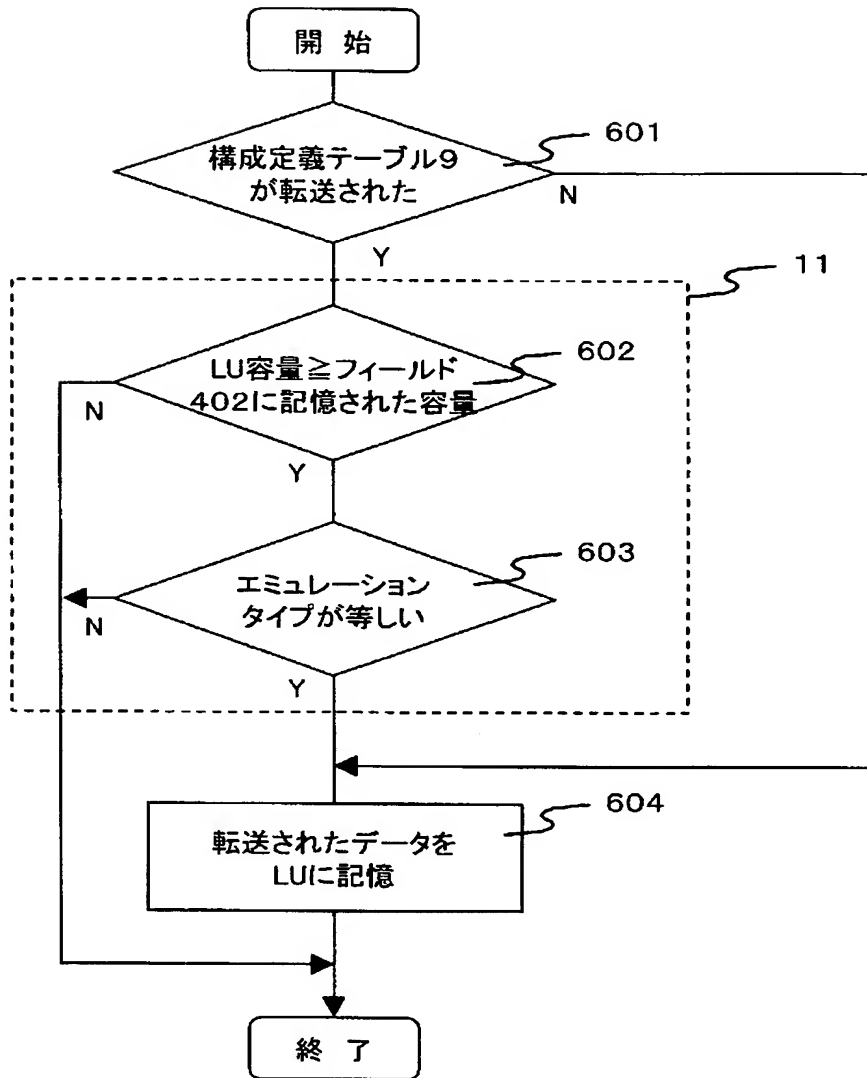 開 始
構成定義テーブル9
が転送された
601
N
Y
11
LU容量≧フィールド
402に記憶された容量
602
N
Y
エミュレーション
タイプが等しい
603
N
Y
転送されたデータを
LUに記憶
604
終 了